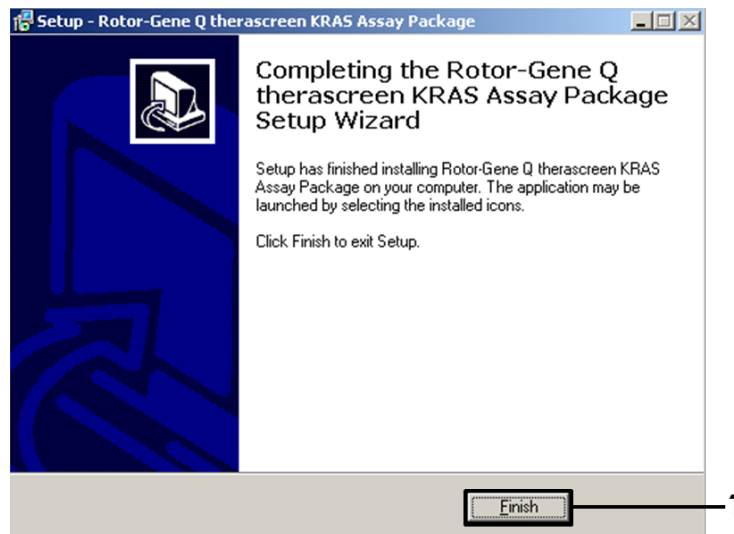 Setup - Rotor-Gene Q therascreen KRAS Assay Package
Completing the Rotor-Gene Q
therascreen KRAS Assay Package
Setup Wizard
Setup has finished installing Rotor-Gene Q therascreen KRAS
Assay Package on your computer. The application may be
launched by selecting the installed icons.
Click Finish to exit Setup.
Finish